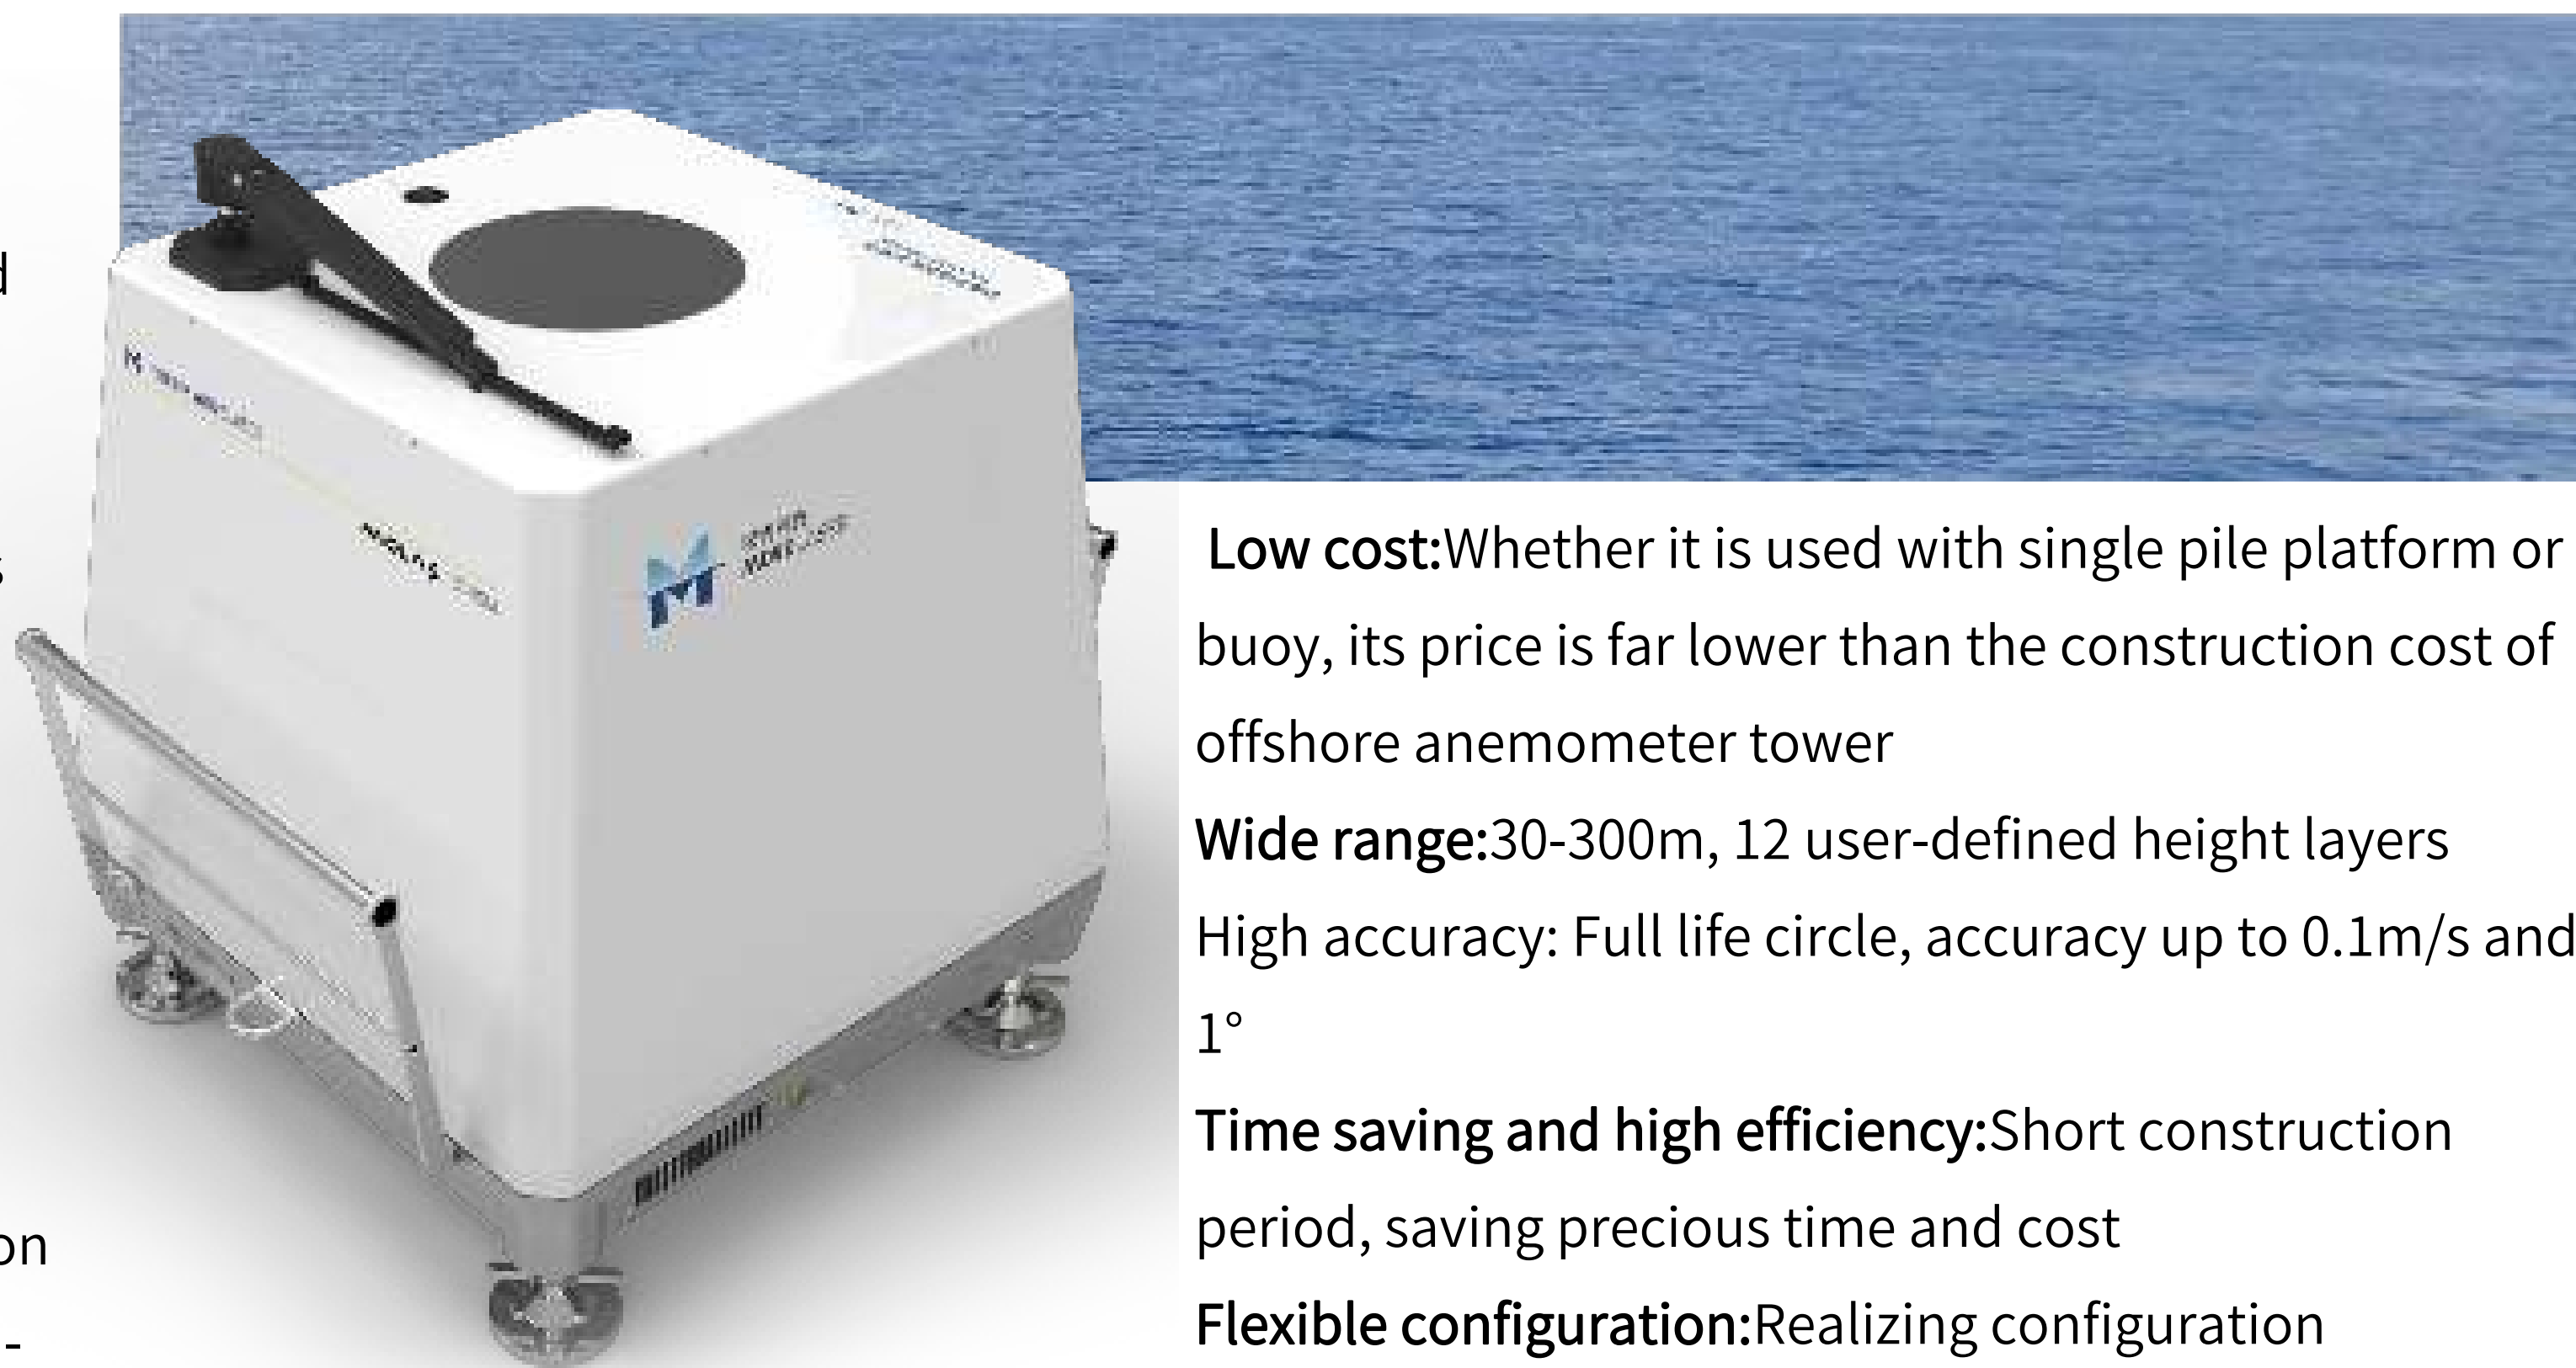 d
s
on
-
Low cost:Whether it is used with single pile platform or
buoy, its price is far lower than the construction cost of
offshore anemometer tower
Wide range:30-300m, 12 user-defined height layers
High accuracy: Full life circle, accuracy up to 0.1m/s and
1°
Time saving and high efficiency:Short construction
period, saving precious time and cost
Flexible configuration:Realizing configuration